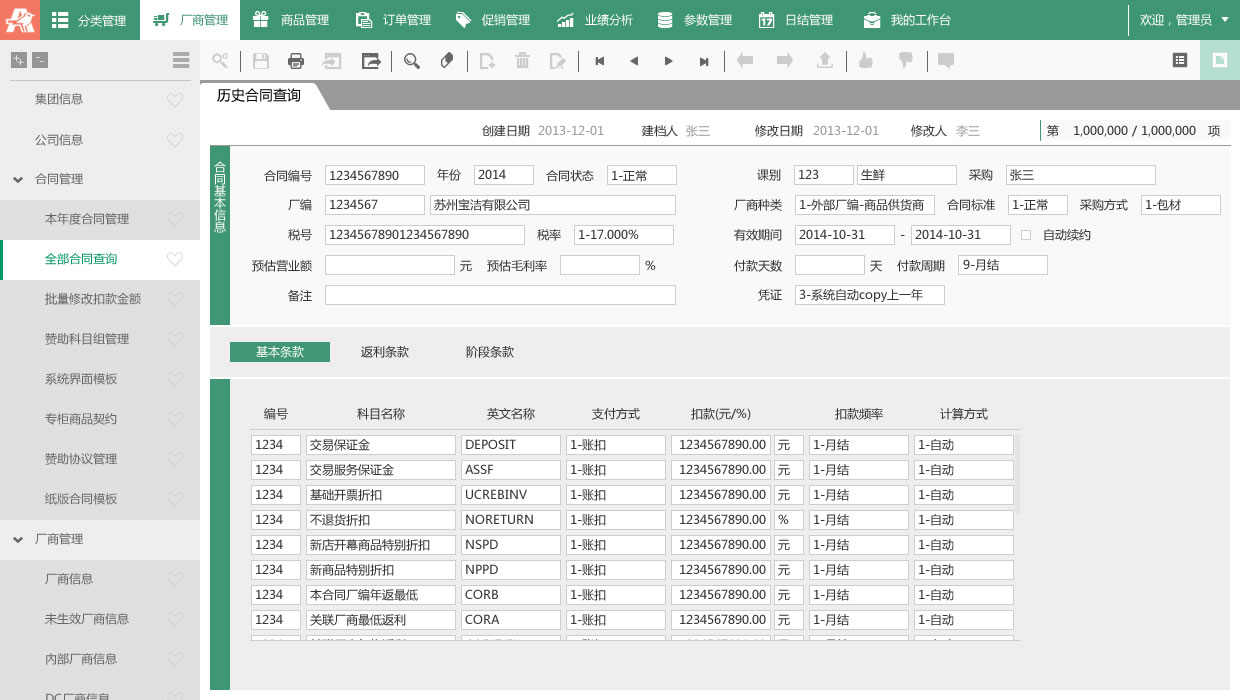 分类管理 厂商管理 商品管理 订单管理 促销管理 业绩分析 参数管理 日结管理 我的工作台 欢迎，管理员
历史合同查询
创建日期 2013-12-01 建档人 张三 修改日期 2013-12-01 修改人 李三 第 1,000,000 / 1,000,000 项
集团信息
公司信息
合同管理
本年度合同管理
全部合同查询
批量修改扣款金额
赞助科目组管理
系统界面模板
专柜商品契约
赞助协议管理
纸版合同模板
厂商管理
厂商信息
未生效厂商信息
内部厂商信息
DC厂商信息
合同基本信息
合同编号 1234567890 年份 2014 合同状态 1-正常 课别 123 生鲜 采购 张三
厂编 1234567 苏州宝洁有限公司 厂商种类 1-外部厂编-商品供货商 合同标准 1-正常 采购方式 1-包材
税号 12345678901234567890 税率 1-17.000% 有效期间 2014-10-31 - 2014-10-31 自动续约
预估营业额 元 预估毛利率 % 付款天数 天 付款周期 9-月结
备注 凭证 3-系统自动copy上一年
基本条款 返利条款 阶段条款
编号 科目名称 英文名称 支付方式 扣款(元/%) 扣款频率 计算方式
1234 交易保证金 DEPOSIT 1-账扣 1234567890.00 元 1-月结 1-自动
1234 交易服务保证金 ASSF 1-账扣 1234567890.00 元 1-月结 1-自动
1234 基础开票折扣 UCREBINV 1-账扣 1234567890.00 元 1-月结 1-自动
1234 不退货折扣 NORETURN 1-账扣 1234567890.00 % 1-月结 1-自动
1234 新店开幕商品特别折扣 NSPD 1-账扣 1234567890.00 元 1-月结 1-自动
1234 新商品特别折扣 NPPD 1-账扣 1234567890.00 元 1-月结 1-自动
1234 本合同厂编年返最低 CORB 1-账扣 1234567890.00 元 1-月结 1-自动
1234 关联厂商最低返利 CORA 1-账扣 1234567890.00 元 1-月结 1-自动